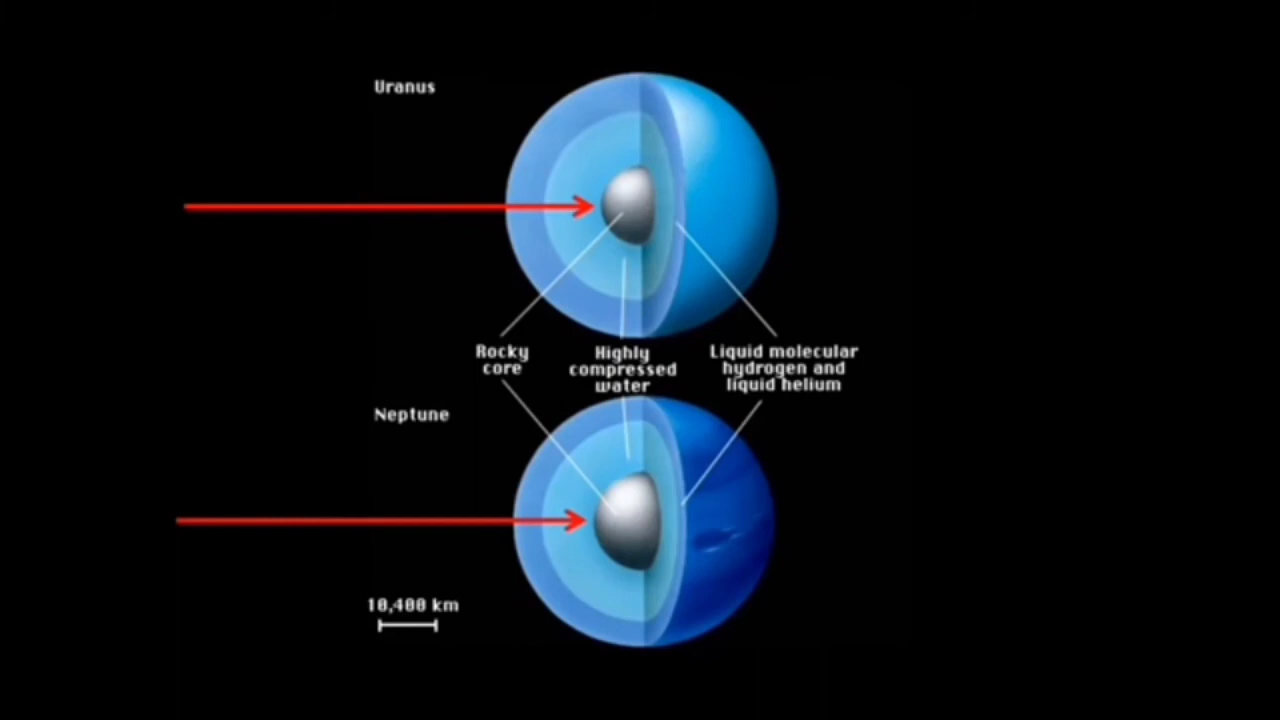 Uranus
Rocky
core
Highly
compressed
water
Liquid molecular
hydrogen and
liquid helium
Neptune
10,400 km